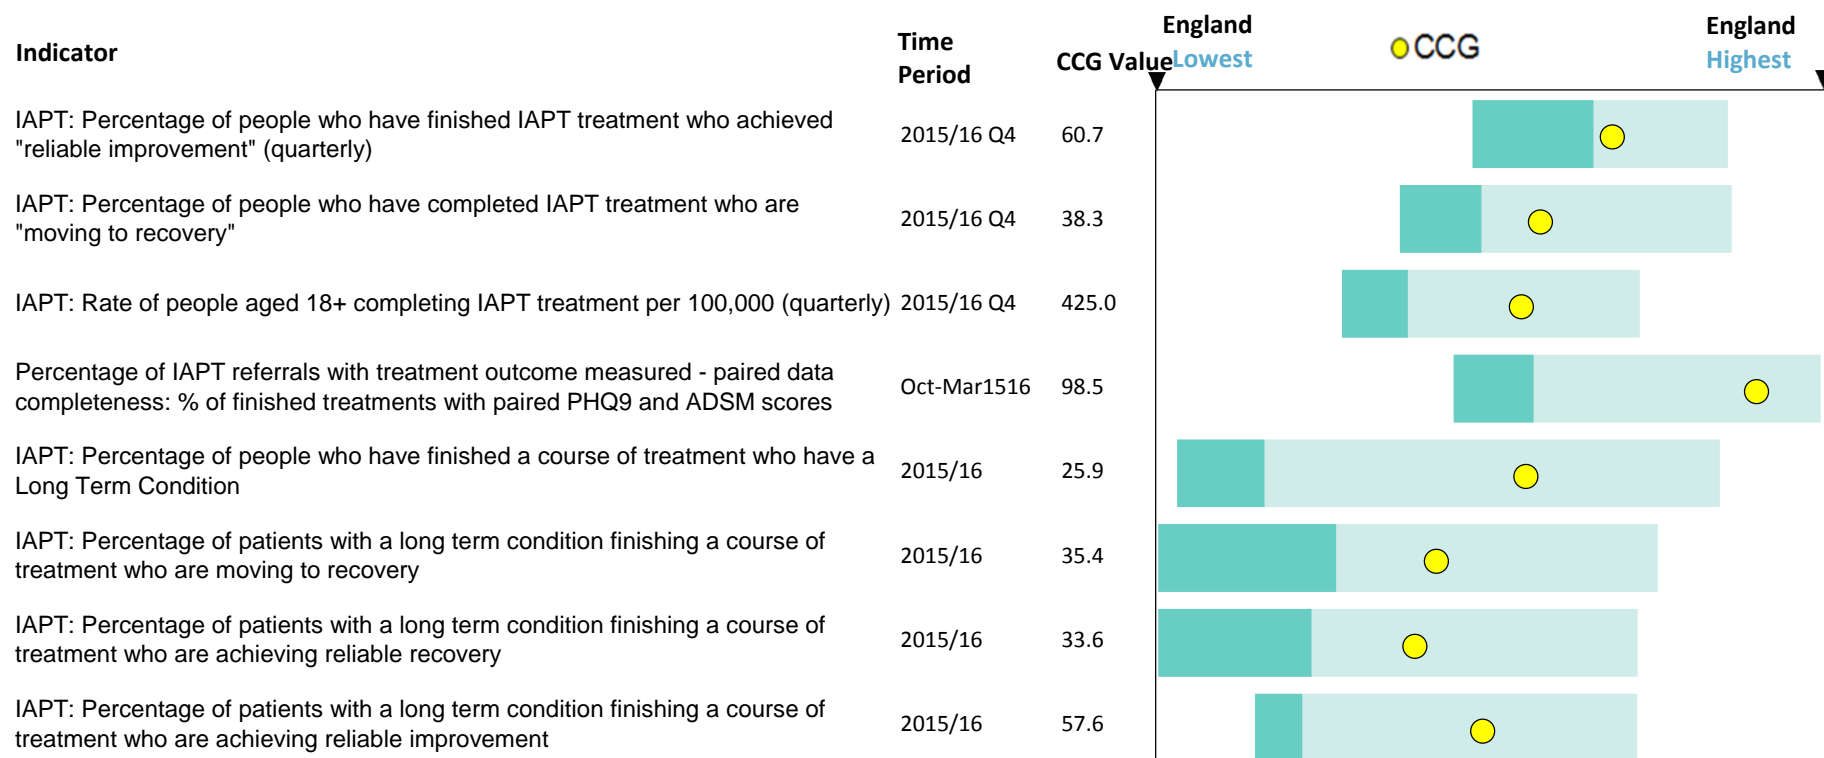 Indicator
Time
Period
CCG Value
England
Lowest
CCG
England
Highest
IAPT: Percentage of people who have finished IAPT treatment who achieved
"reliable improvement" (quarterly)
2015/16 Q4
60.7
IAPT: Percentage of people who have completed IAPT treatment who are
"moving to recovery"
2015/16 Q4
38.3
IAPT: Rate of people aged 18+ completing IAPT treatment per 100,000 (quarterly)
2015/16 Q4
425.0
Percentage of IAPT referrals with treatment outcome measured - paired data
completeness: % of finished treatments with paired PHQ9 and ADSM scores
Oct-Mar1516
98.5
IAPT: Percentage of people who have finished a course of treatment who have a
Long Term Condition
2015/16
25.9
IAPT: Percentage of patients with a long term condition finishing a course of
treatment who are moving to recovery
2015/16
35.4
IAPT: Percentage of patients with a long term condition finishing a course of
treatment who are achieving reliable recovery
2015/16
33.6
IAPT: Percentage of patients with a long term condition finishing a course of
treatment who are achieving reliable improvement
2015/16
57.6